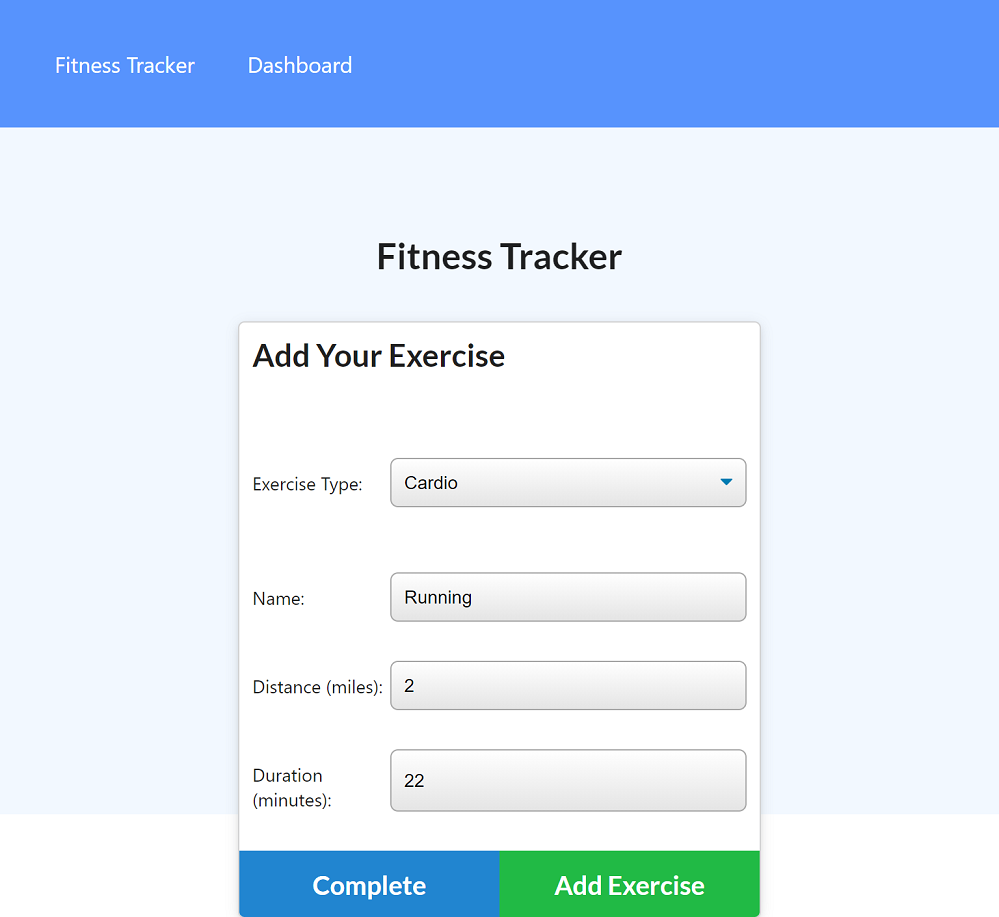 Fitness Tracker Dashboard
Fitness Tracker
Add Your Exercise
Exercise Type: Cardio
Name: Running
Distance (miles): 2
Duration
(minutes): 22
Complete Add Exercise